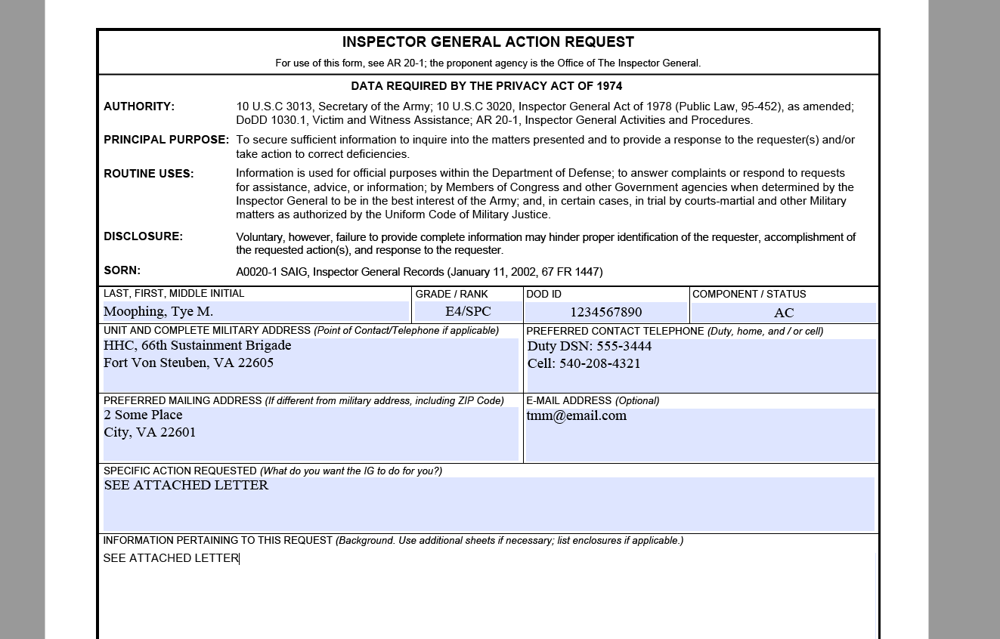 INSPECTOR GENERAL ACTION REQUEST
For use of this form, see AR 20-1; the proponent agency is the Office of The Inspector General.
DATA REQUIRED BY THE PRIVACY ACT OF 1974
AUTHORITY: 10 U.S.C 3013, Secretary of the Army; 10 U.S.C 3020, Inspector General Act of 1978 (Public Law, 95-452), as amended;
DoDD 1030.1, Victim and Witness Assistance; AR 20-1, Inspector General Activities and Procedures.
PRINCIPAL PURPOSE: To secure sufficient information to inquire into the matters presented and to provide a response to the requester(s) and/or
take action to correct deficiencies.
ROUTINE USES: Information is used for official purposes within the Department of Defense; to answer complaints or respond to requests
for assistance, advice, or information; by Members of Congress and other Government agencies when determined by the
Inspector General to be in the best interest of the Army; and, in certain cases, in trial by courts-martial and other Military
matters as authorized by the Uniform Code of Military Justice.
DISCLOSURE: Voluntary, however, failure to provide complete information may hinder proper identification of the requester, accomplishment of
the requested action(s), and response to the requester.
SORN: A0020-1 SAIG, Inspector General Records (January 11, 2002, 67 FR 1447)
LAST, FIRST, MIDDLE INITIAL
Moophing, Tye M.
GRADE / RANK
E4/SPC
DOD ID
1234567890
COMPONENT / STATUS
AC
UNIT AND COMPLETE MILITARY ADDRESS (Point of Contact/Telephone if applicable)
HHC, 66th Sustainment Brigade
Fort Von Steuben, VA 22605
PREFERRED CONTACT TELEPHONE (Duty, home, and / or cell)
Duty DSN: 555-3444
Cell: 540-208-4321
PREFERRED MAILING ADDRESS (If different from military address, including ZIP Code)
2 Some Place
City, VA 22601
E-MAIL ADDRESS (Optional)
tmm@email.com
SPECIFIC ACTION REQUESTED (What do you want the IG to do for you?)
SEE ATTACHED LETTER
INFORMATION PERTAINING TO THIS REQUEST (Background. Use additional sheets if necessary; list enclosures if applicable.)
SEE ATTACHED LETTER